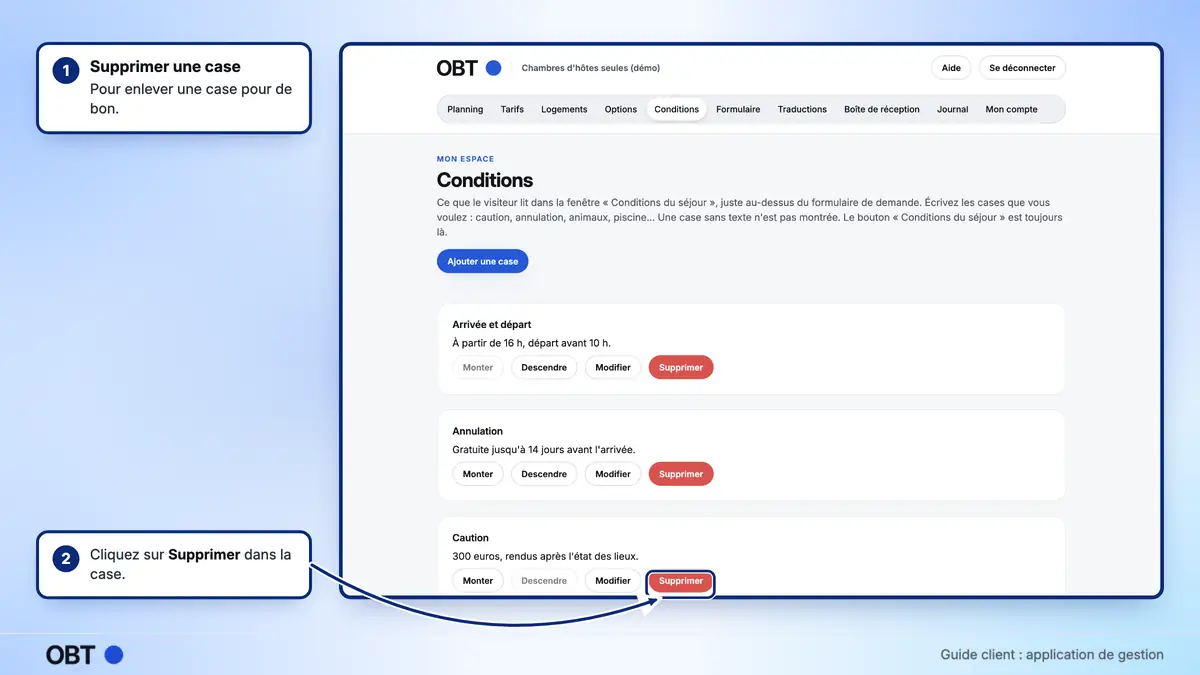 1
Supprimer une case
Pour enlever une case pour de
bon.
OBT
Chambres d'hôtes seules (démo)
Aide
Se déconnecter
Planning
Tarifs
Logements
Options
Conditions
Formulaire
Traductions
Boîte de réception
Journal
Mon compte
MON ESPACE
Conditions
Ce que le visiteur lit dans la fenêtre « Conditions du séjour », juste au-dessus du formulaire de demande. Écrivez les cases que vous
voulez : caution, annulation, animaux, piscine... Une case sans texte n'est pas montrée. Le bouton « Conditions du séjour » est toujours
là.
Ajouter une case
Arrivée et départ
À partir de 16 h, départ avant 10 h.
Monter
Descendre
Modifier
Supprimer
Annulation
Gratuite jusqu'à 14 jours avant l'arrivée.
Monter
Descendre
Modifier
Supprimer
Caution
300 euros, rendus après l'état des lieux.
Monter
Descendre
Modifier
Supprimer
2
Cliquez sur Supprimer dans la
case.
OBT
Guide client : application de gestion